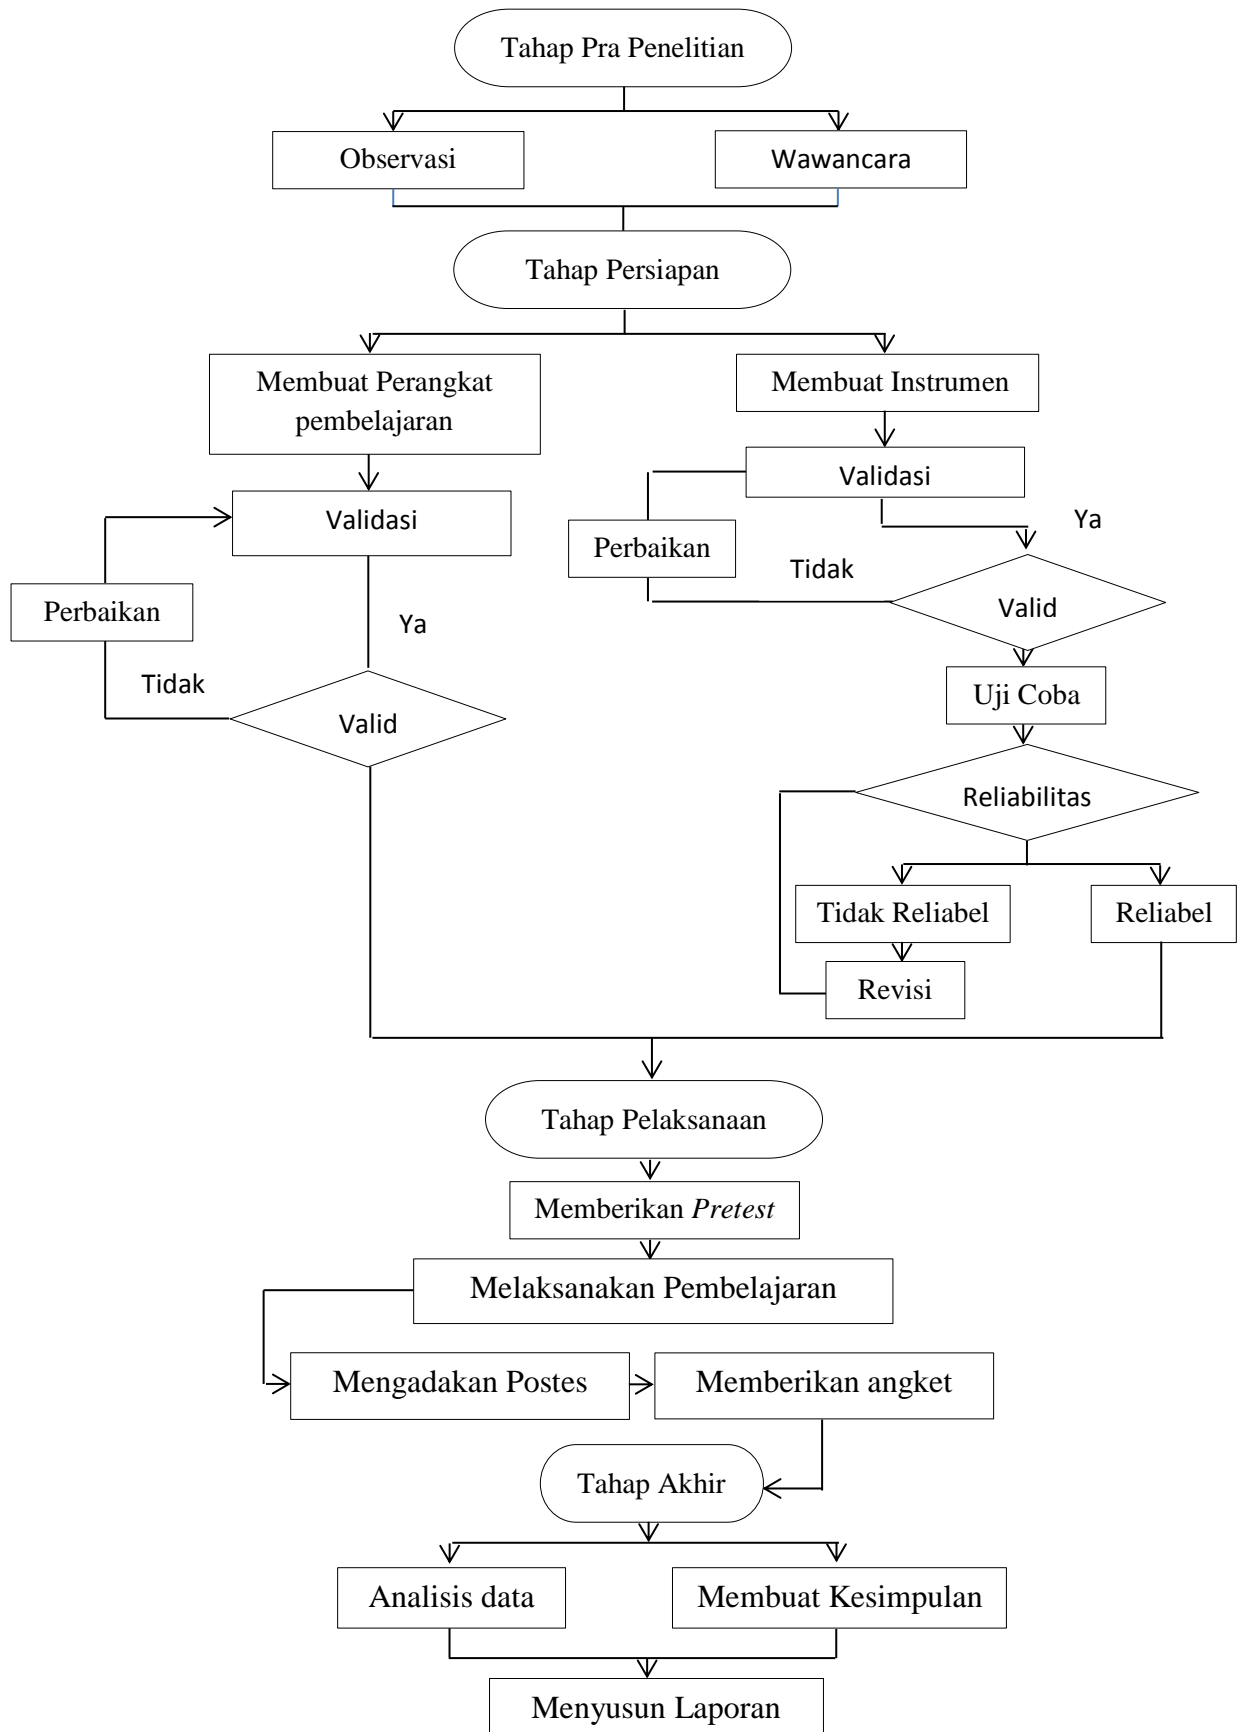 Tahap Pra Penelitian
Observasi
Wawancara
Tahap Persiapan
Membuat Perangkat
pembelajaran
Membuat Instrumen
Validasi
Validasi
Ya
Perbaikan
Tidak
Valid
Perbaikan
Ya
Tidak
Valid
Uji Coba
Reliabilitas
Tidak Reliabel
Reliabel
Revisi
Tahap Pelaksanaan
Memberikan Pretest
Melaksanakan Pembelajaran
Mengadakan Postes
Memberikan angket
Tahap Akhir
Analisis data
Membuat Kesimpulan
Menyusun Laporan